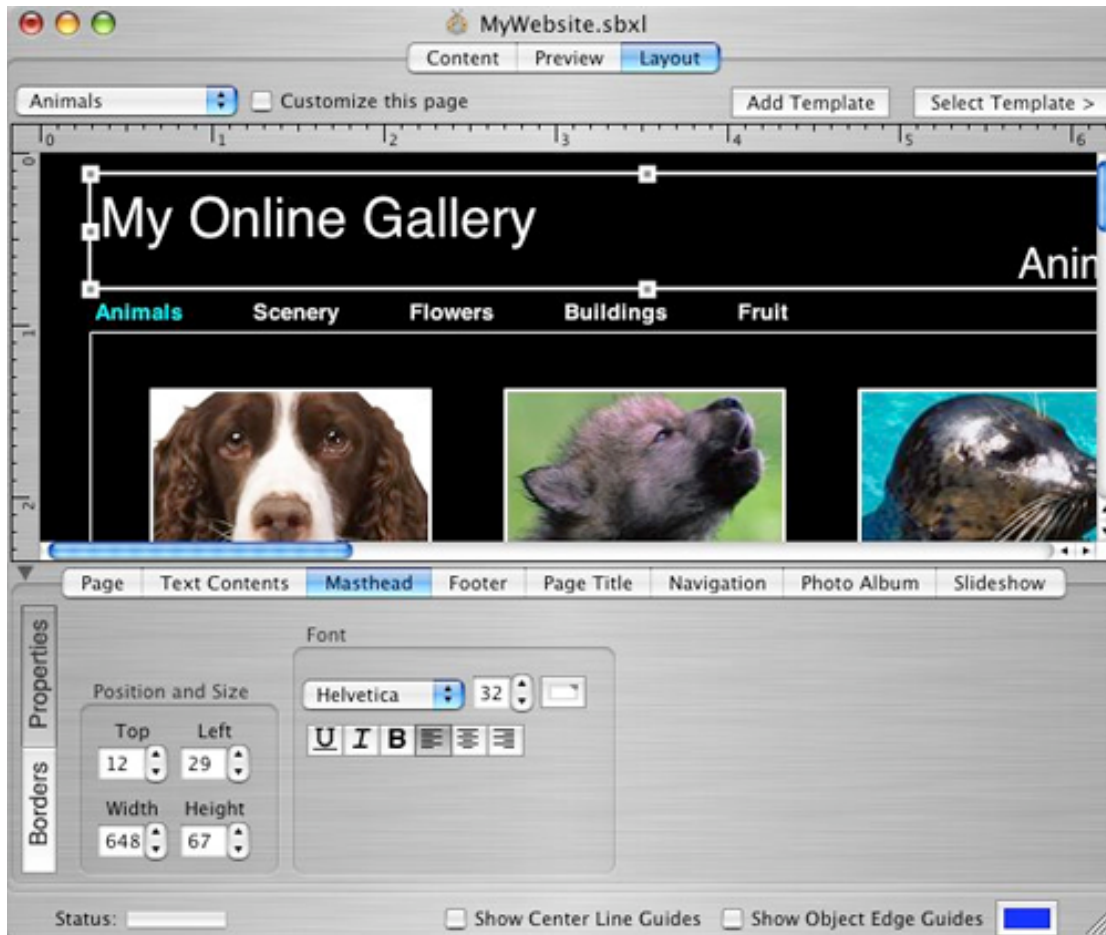 MyWebsite.sbxl
Content Preview Layout
Animals Customize this page Add Template Select Template >
0 1 2 3 4 5 6
0
My Online Gallery
Anim
Animals Scenery Flowers Buildings Fruit
1
2
Page Text Contents Masthead Footer Page Title Navigation Photo Album Slideshow
Properties
Borders
Font
Helvetica 32
U I B
Position and Size
Top Left
12 29
Width Height
648 67
Status: Show Center Line Guides Show Object Edge Guides